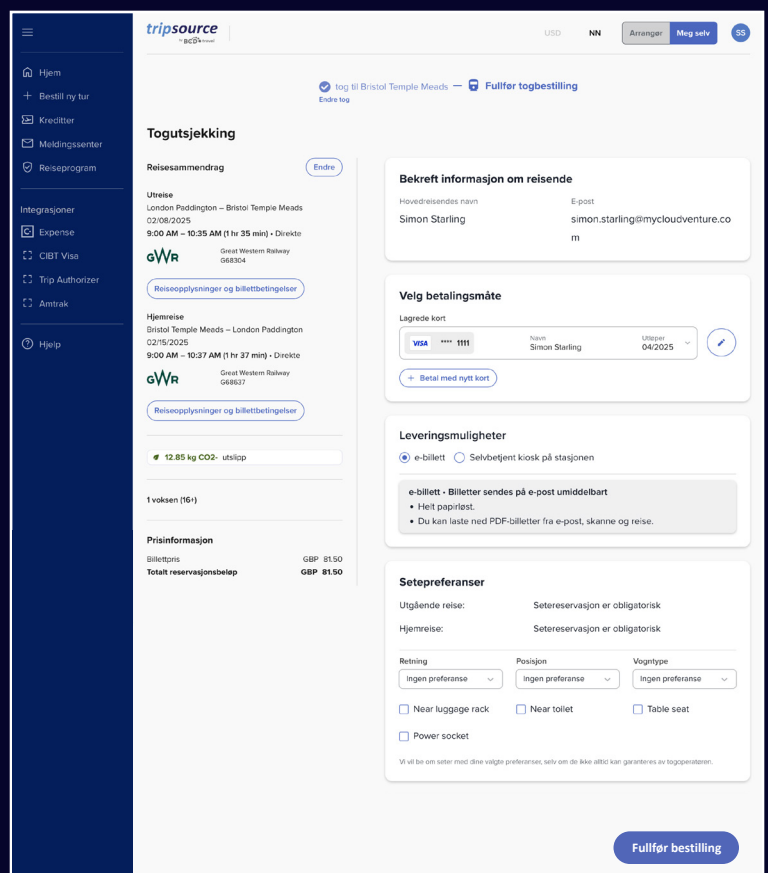 tripsource
by BCD travel
USD
NN
Arrangør
Meg selv
SS
Hjem
Bestill ny tur
Kreditter
Meldingssenter
Reiseprogram
Integrasjoner
Expense
CIBT Visa
Trip Authorizer
Amtrak
Hjelp
tog til Bristol Temple Meads — Fullfør togbestilling
Endre tog
Togutsjekking
Reisesammendrag
Endre
Utreise
London Paddington – Bristol Temple Meads
02/08/2025
9:00 AM – 10:35 AM (1 hr 35 min) • Direkte
GWR
Great Western Railway
G68304
Reiseopplysninger og billettbetingelser
Hjemreise
Bristol Temple Meads – London Paddington
02/15/2025
9:00 AM – 10:37 AM (1 hr 37 min) • Direkte
GWR
Great Western Railway
G68637
Reiseopplysninger og billettbetingelser
12.85 kg CO2- utslipp
1 voksen (16+)
Prisinformasjon
Billettpris GBP 81.50
Totalt reservasjonsbeløp GBP 81.50
Bekreft informasjon om reisende
Hovedreisendes navn
Simon Starling
E-post
simon.starling@mycloudventure.co
m
Velg betalingsmåte
Lagrede kort
VISA **** 1111
Navn
Simon Starling
Utløper
04/2025
+ Betal med nytt kort
Leveringsmuligheter
e-billett
Selvbetjent kiosk på stasjonen
e-billett • Billetter sendes på e-post umiddelbart
• Helt papirløst.
• Du kan laste ned PDF-billetter fra e-post, skanne og reise.
Setepreferanser
Utgående reise: Setereservasjon er obligatorisk
Hjemreise: Setereservasjon er obligatorisk
Retning
Ingen preferanse
Posisjon
Ingen preferanse
Vogntype
Ingen preferanse
Near luggage rack
Near toilet
Table seat
Power socket
Vi vil be om seter med dine valgte preferanser, selv om de ikke alltid kan garanteres av togoperatøren.
Fullfør bestilling